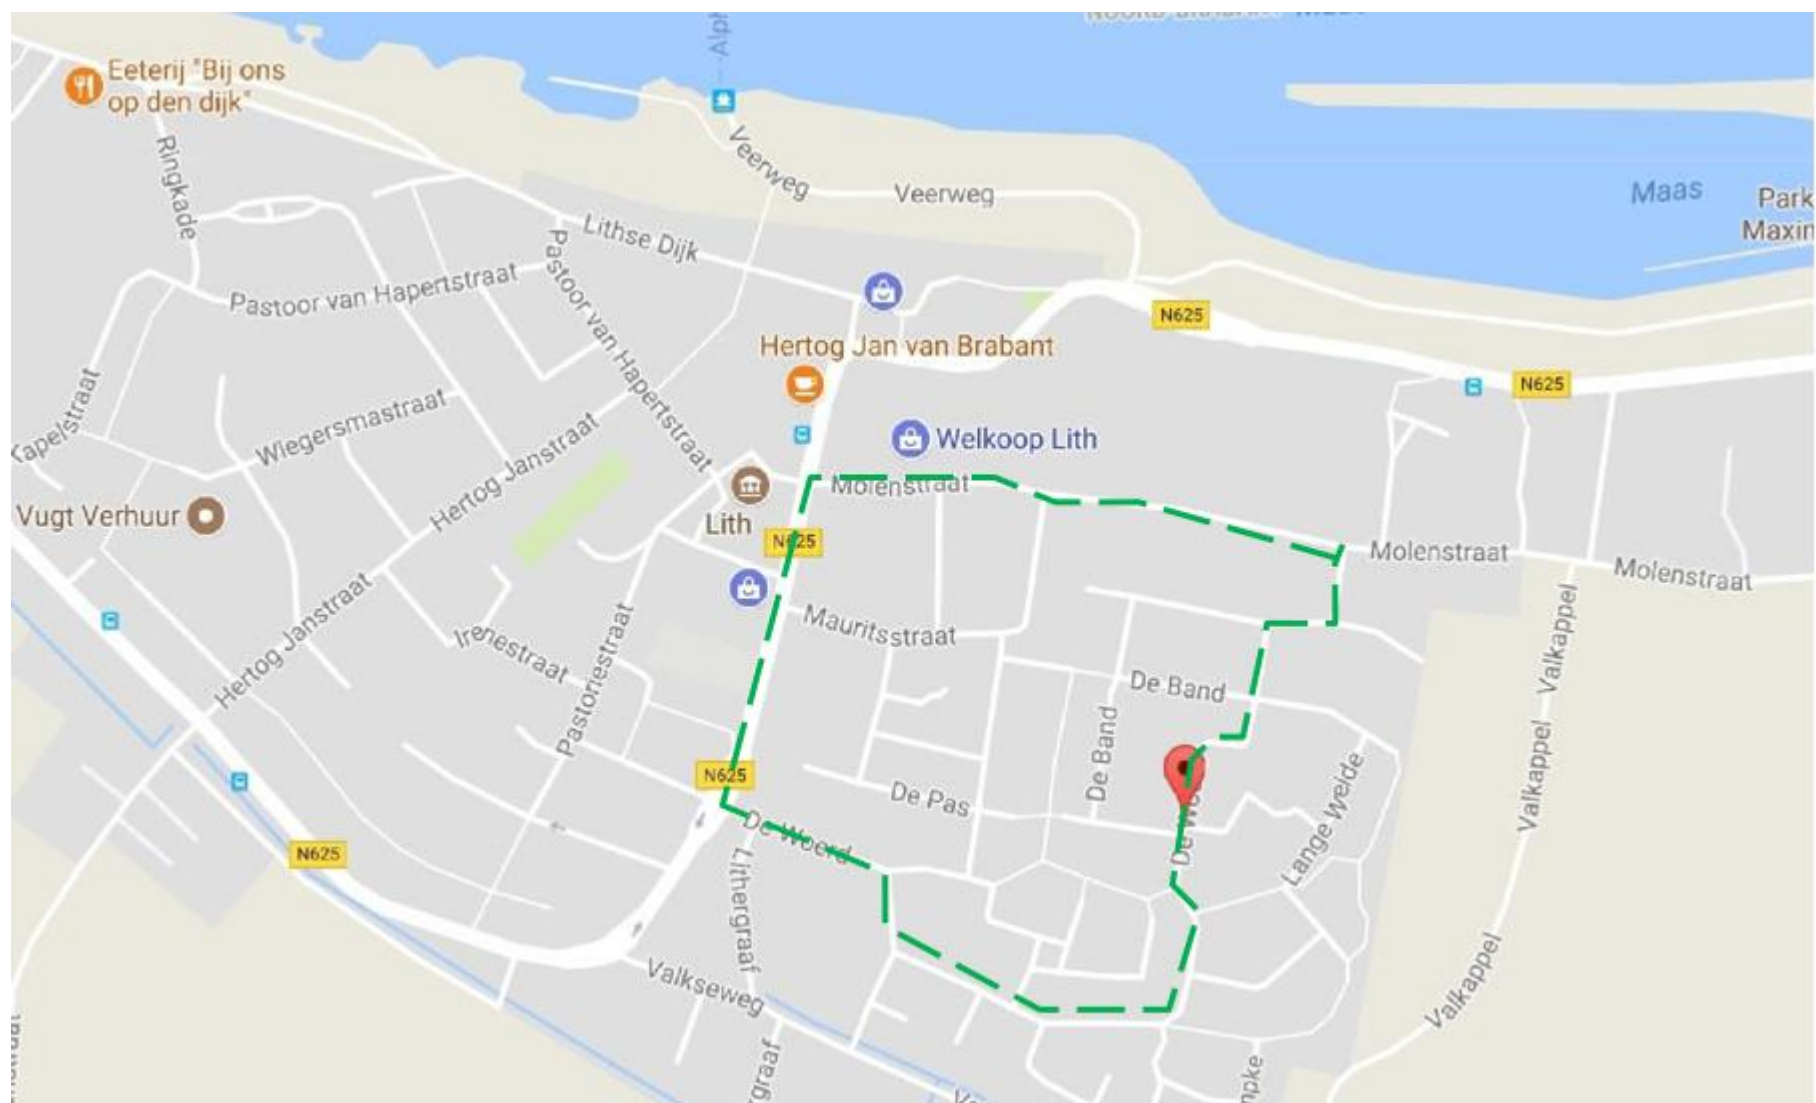 Eeterij "Bij ons
op den dijk"
Ringkade
Veerweg
Veerweg
Maas
Park
Lithse Dijk
Pastoor van Hapertstraat
Pastoor van Hapertstraat
N625
Hertog Jan van Brabant
N625
Kapelstraat
Wiegersmastraat
Hertog Janstraat
Welkoop Lith
Molenstraat
Vugt Verhuur
Lith
N625
Molenstraat
Molenstraat
Hertog Janstraat
Irenestraat
Pastoriestraat
Mauritsstraat
Valkappel
De Band
De Band
N625
De Pas
De Woerd
Lange Weide
Valkappel
N625
Lithergraaf
Valkseweg
Valkappel